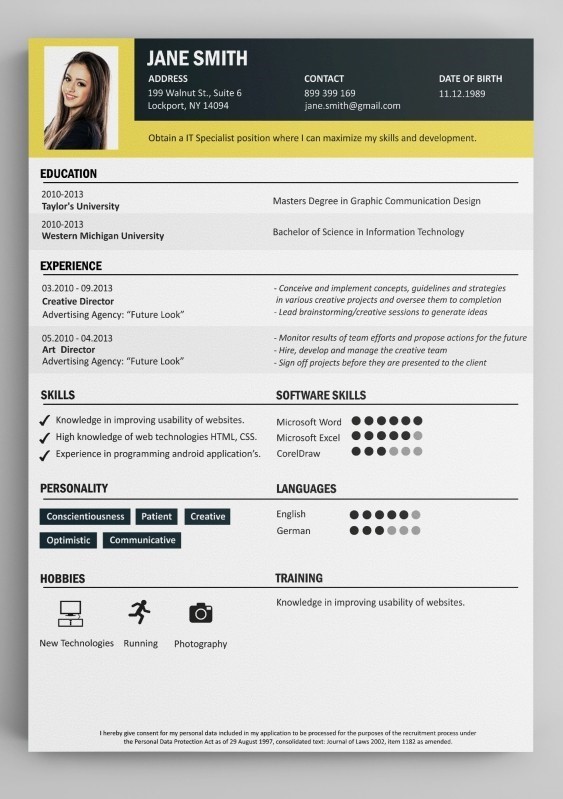 JANE SMITH
ADDRESS
199 Walnut St., Suite 6
Lockport, NY 14094
CONTACT
899 399 169
jane.smith@gmail.com
DATE OF BIRTH
11.12.1989
Obtain a IT Specialist position where I can maximize my skills and development.
EDUCATION
2010-2013
Taylor's University
Masters Degree in Graphic Communication Design
2010-2013
Western Michigan University
Bachelor of Science in Information Technology
EXPERIENCE
03.2010 - 09.2013
Creative Director
Advertising Agency: “Future Look”
- Conceive and implement concepts, guidelines and strategies
in various creative projects and oversee them to completion
- Lead brainstorming/creative sessions to generate ideas
05.2010 - 04.2013
Art Director
Advertising Agency: “Future Look”
- Monitor results of team efforts and propose actions for the future
- Hire, develop and manage the creative team
- Sign off projects before they are presented to the client
SKILLS
Knowledge in improving usability of websites.
High knowledge of web technologies HTML, CSS.
Experience in programming android application’s.
SOFTWARE SKILLS
Microsoft Word
Microsoft Excel
CorelDraw
PERSONALITY
Conscientiousness Patient Creative
Optimistic Communicative
LANGUAGES
English
German
HOBBIES
New Technologies Running Photography
TRAINING
Knowledge in improving usability of websites.
I hereby give consent for my personal data included in my application to be processed for the purposes of the recruitment process under
the Personal Data Protection Act as of 29 August 1997, consolidated text: Journal of Laws 2002, item 1182 as amended.